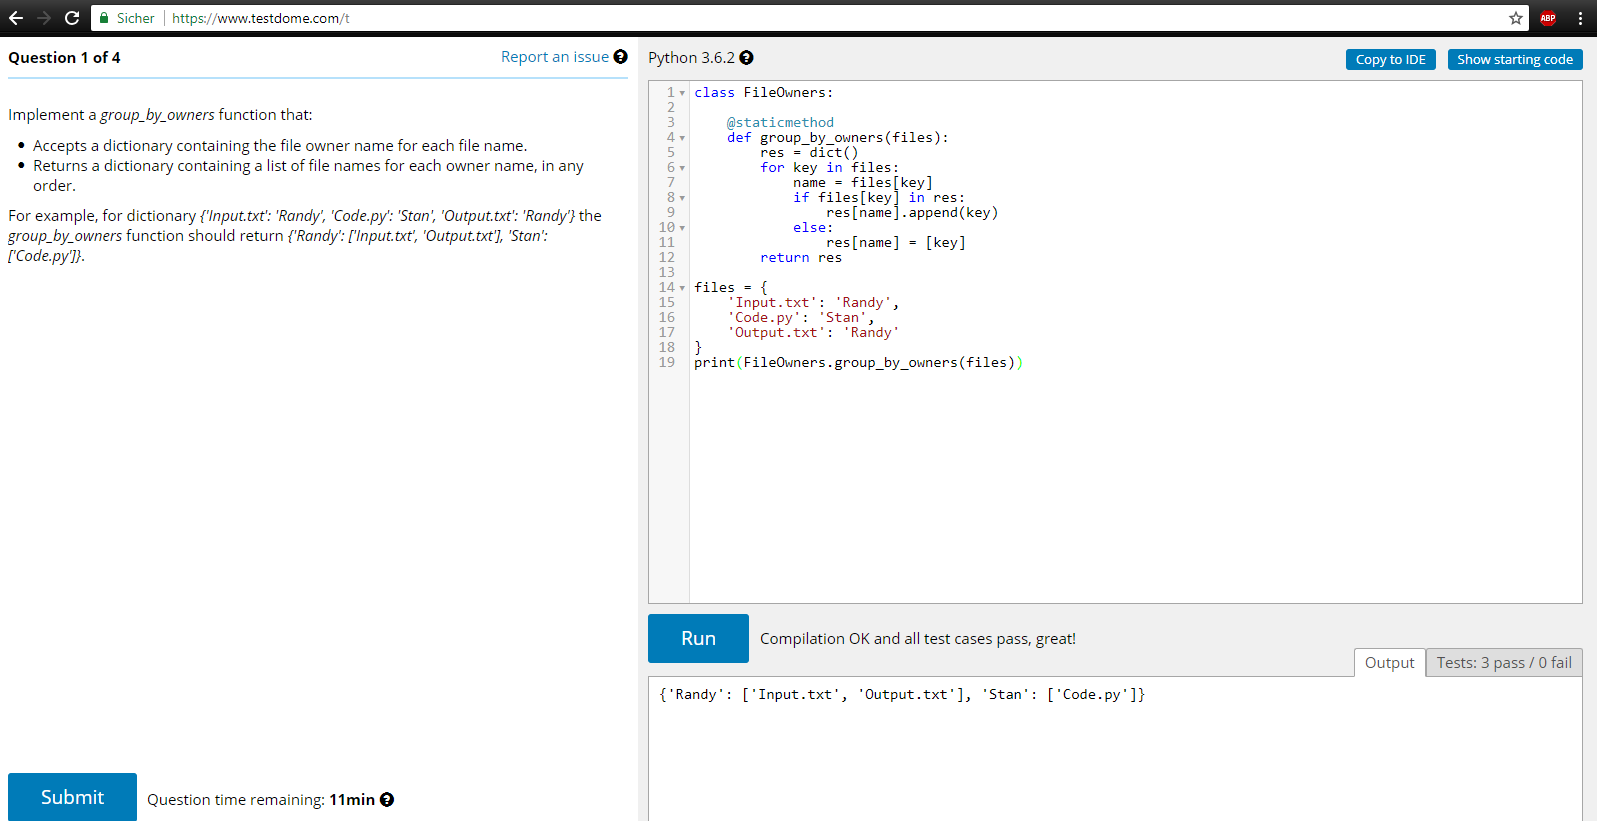 Sicher https://www.testdome.com/t
ABP
Question 1 of 4
Report an issue ?
Implement a group_by_owners function that:
• Accepts a dictionary containing the file owner name for each file name.
• Returns a dictionary containing a list of file names for each owner name, in any
order.
For example, for dictionary {'Input.txt': 'Randy', 'Code.py': 'Stan', 'Output.txt': 'Randy'} the
group_by_owners function should return {'Randy': ['Input.txt', 'Output.txt'], 'Stan':
['Code.py']}.
Submit
Question time remaining: 11min ?
Python 3.6.2 ?
Copy to IDE
Show starting code
1 class FileOwners:
2
3     @staticmethod
4     def group_by_owners(files):
5         res = dict()
6         for key in files:
7             name = files[key]
8             if files[key] in res:
9                 res[name].append(key)
10             else:
11                 res[name] = [key]
12         return res
13
14 files = {
15     'Input.txt': 'Randy',
16     'Code.py': 'Stan',
17     'Output.txt': 'Randy'
18 }
19 print(FileOwners.group_by_owners(files))
Run
Compilation OK and all test cases pass, great!
Output
Tests: 3 pass / 0 fail
{'Randy': ['Input.txt', 'Output.txt'], 'Stan': ['Code.py']}